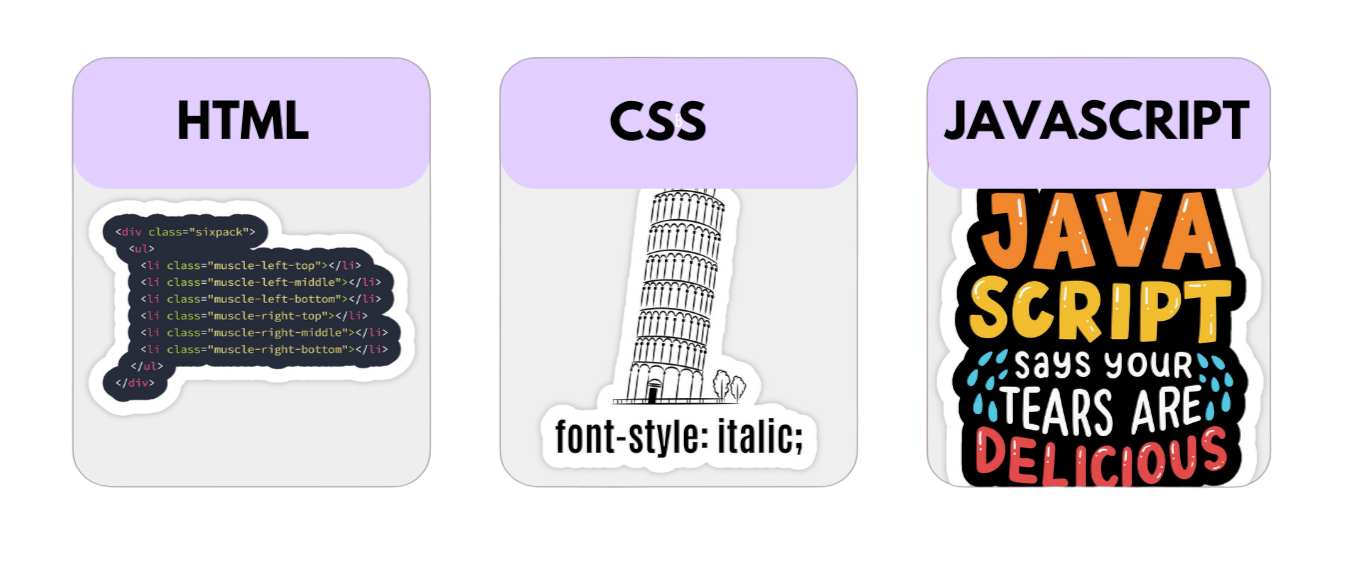 HTML
<div class="sixpack">
<ul>
<li class="muscle-left-top"></li>
<li class="muscle-left-middle"></li>
<li class="muscle-left-bottom"></li>
<li class="muscle-right-top"></li>
<li class="muscle-right-middle"></li>
<li class="muscle-right-bottom"></li>
</ul>
</div>
CSS
font-style: italic;
JAVASCRIPT
JAVA
SCRIPT
SAYS YOUR
TEARS ARE
DELICIOUS